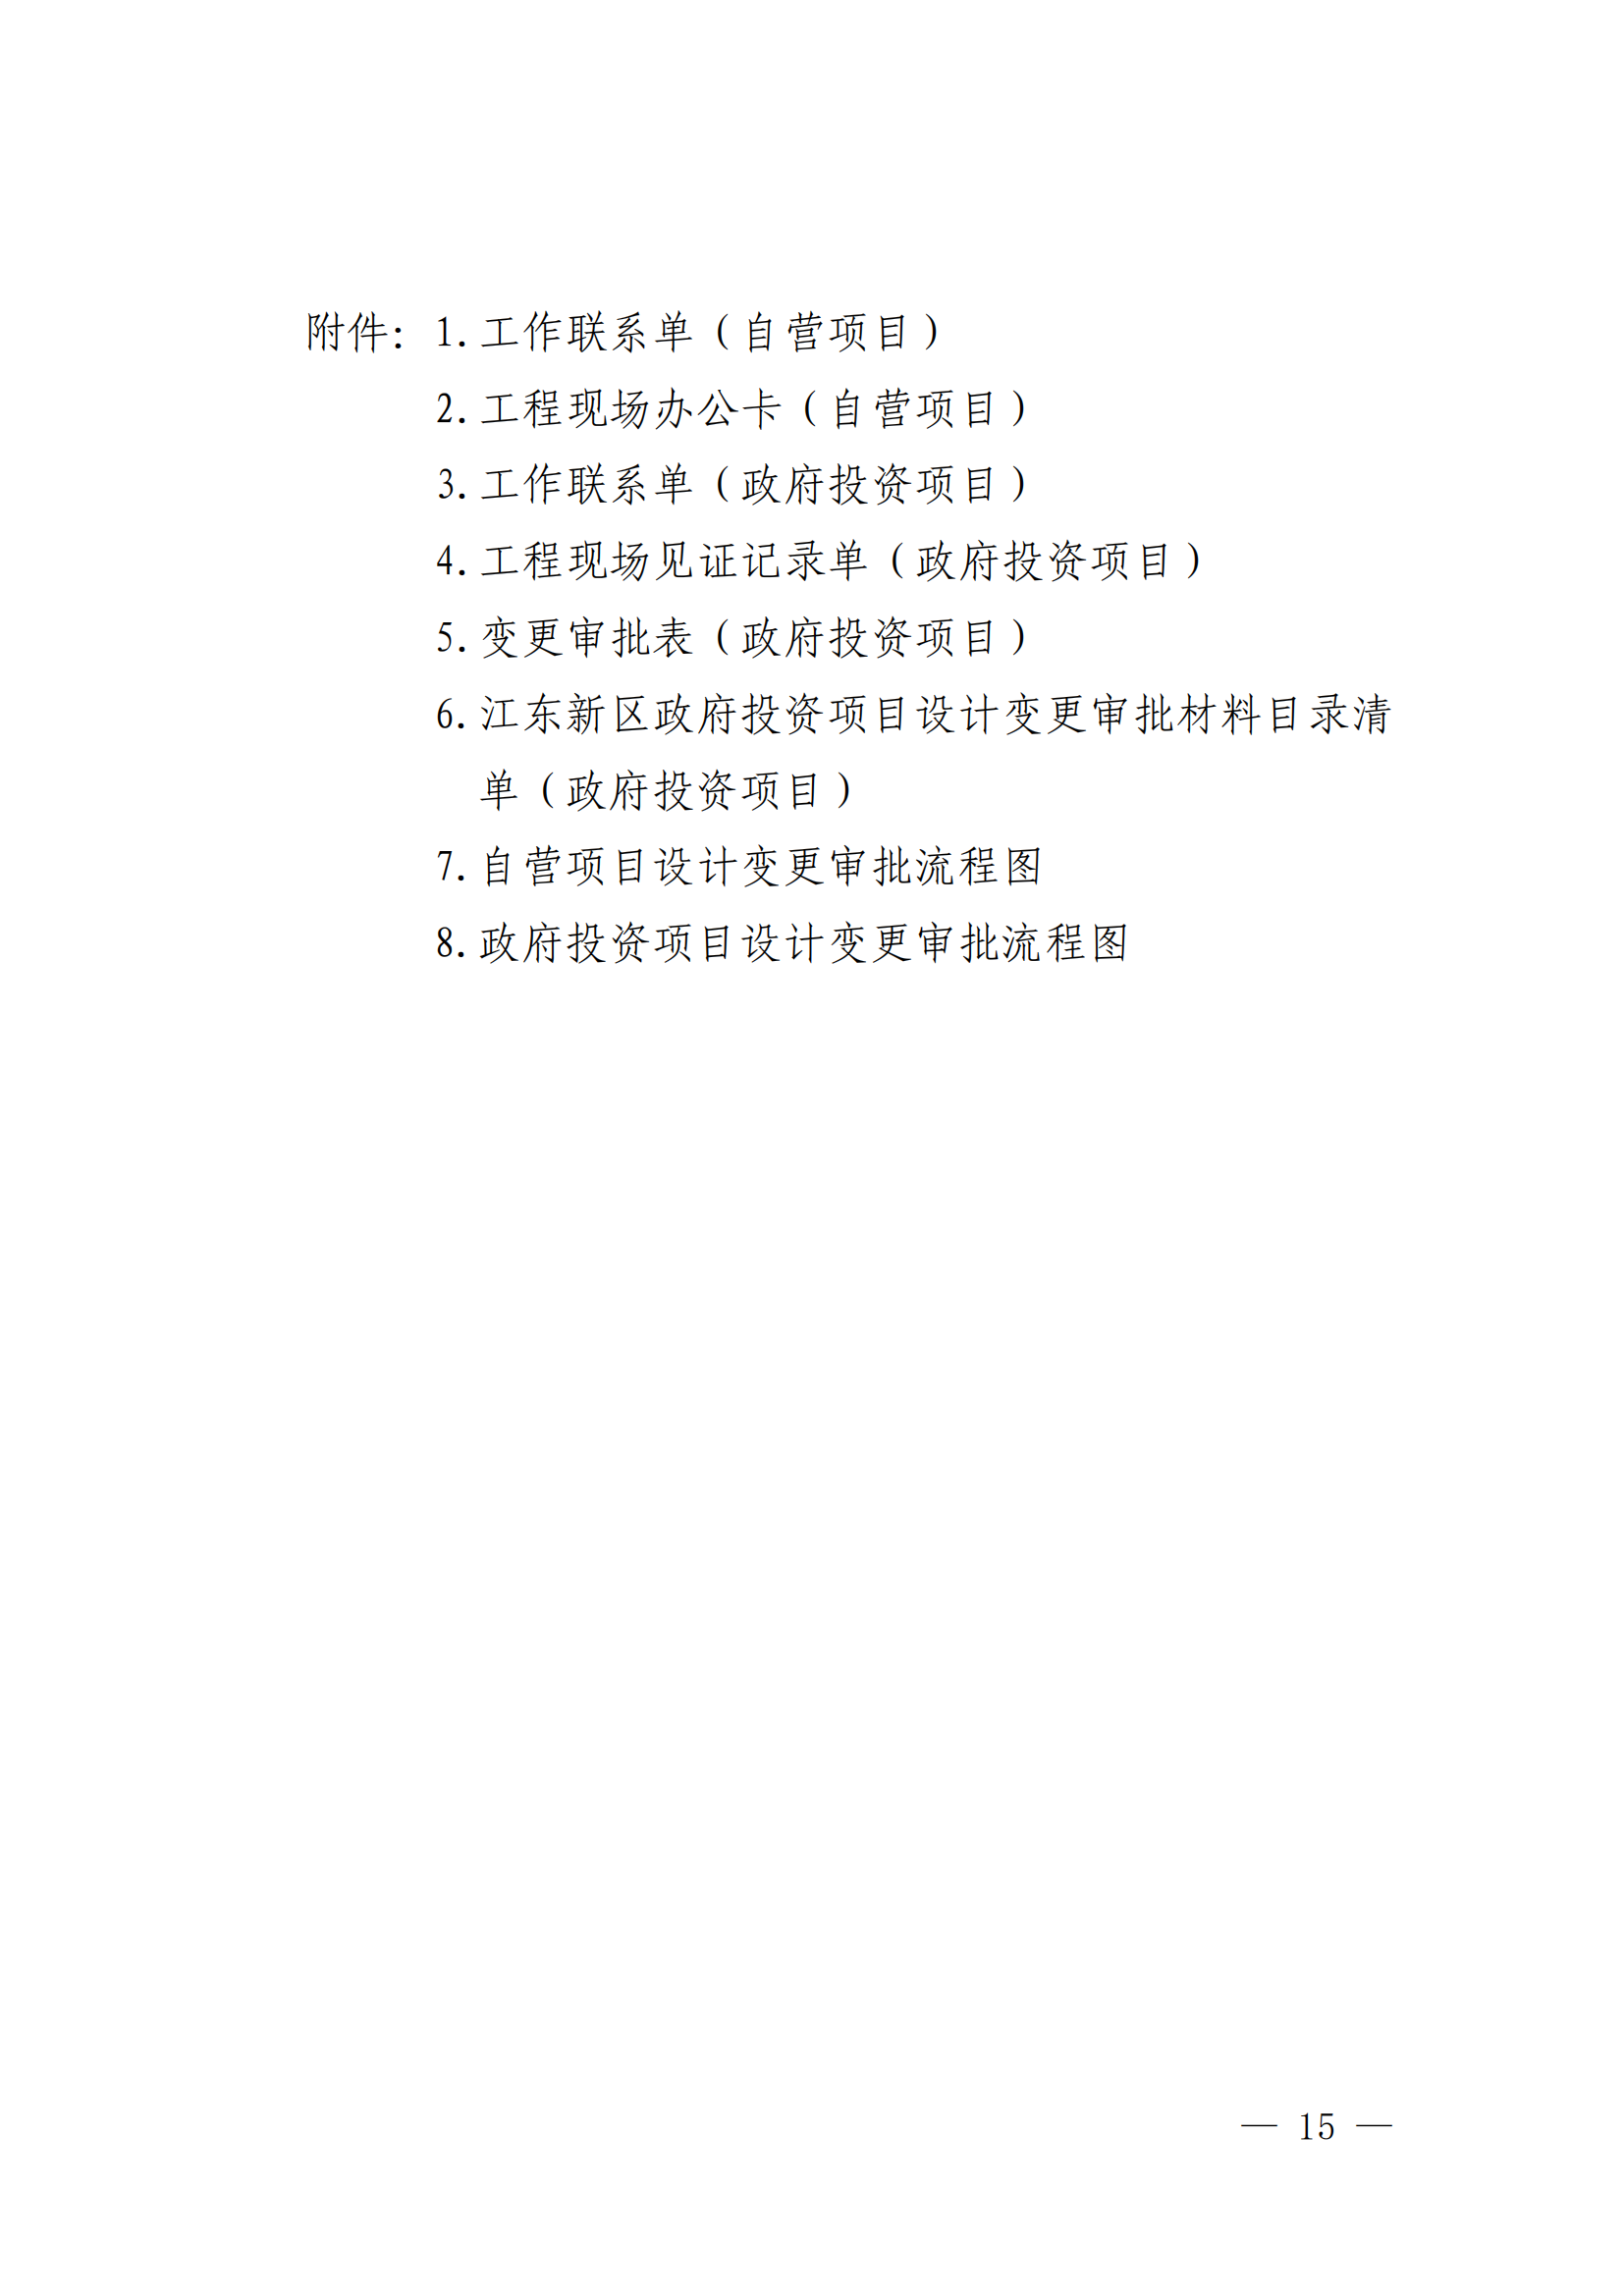 附件：1.工作联系单（自营项目）
2.工程现场办公卡（自营项目）
3.工作联系单（政府投资项目）
4.工程现场见证记录单（政府投资项目）
5.变更审批表（政府投资项目）
6.江东新区政府投资项目设计变更审批材料目录清
单（政府投资项目）
7.自营项目设计变更审批流程图
8.政府投资项目设计变更审批流程图
— 15 —